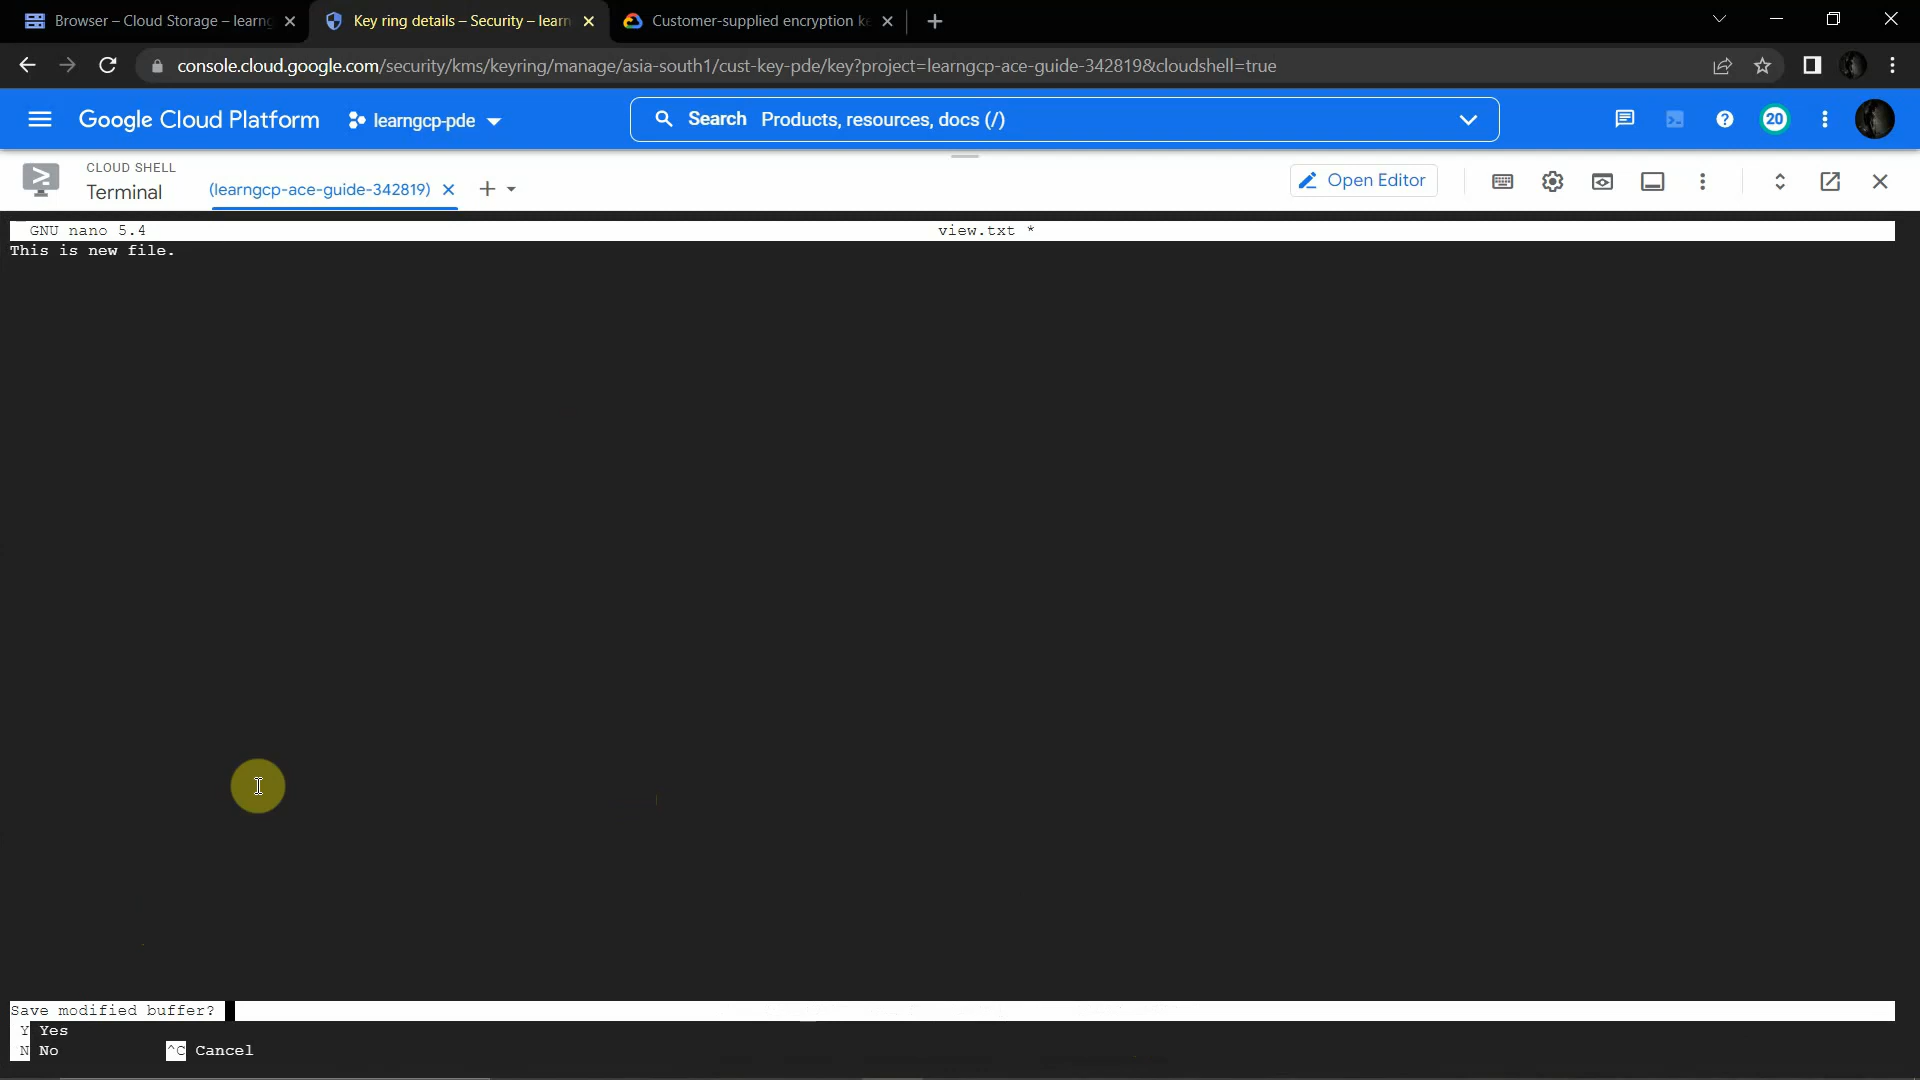 Browser – Cloud Storage – learng
Key ring details – Security – learn
Customer-supplied encryption ke
console.cloud.google.com/security/kms/keyring/manage/asia-south1/cust-key-pde/key?project=learngcp-ace-guide-342819&cloudshell=true
Google Cloud Platform
learngcp-pde
Search Products, resources, docs (/)
20
CLOUD SHELL
Terminal
(learngcp-ace-guide-342819)
Open Editor
GNU nano 5.4 view.txt *
This is new file.
Save modified buffer?
Y Yes
N No ^C Cancel